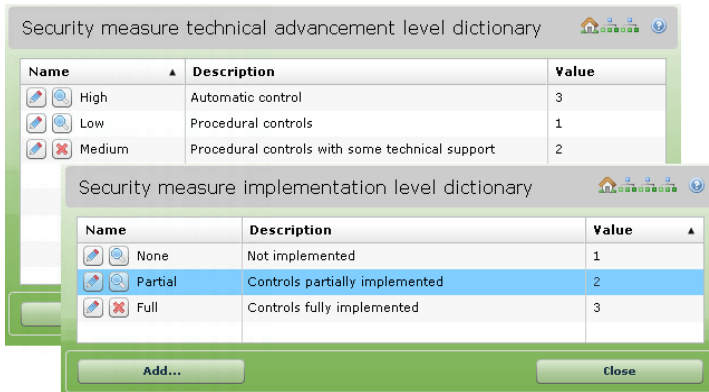 Security measure technical advancement level dictionary
Name Description Value
High Automatic control 3
Low Procedural controls 1
Medium Procedural controls with some technical support 2
Security measure implementation level dictionary
Name Description Value
None Not implemented 1
Partial Controls partially implemented 2
Full Controls fully implemented 3
Add... Close